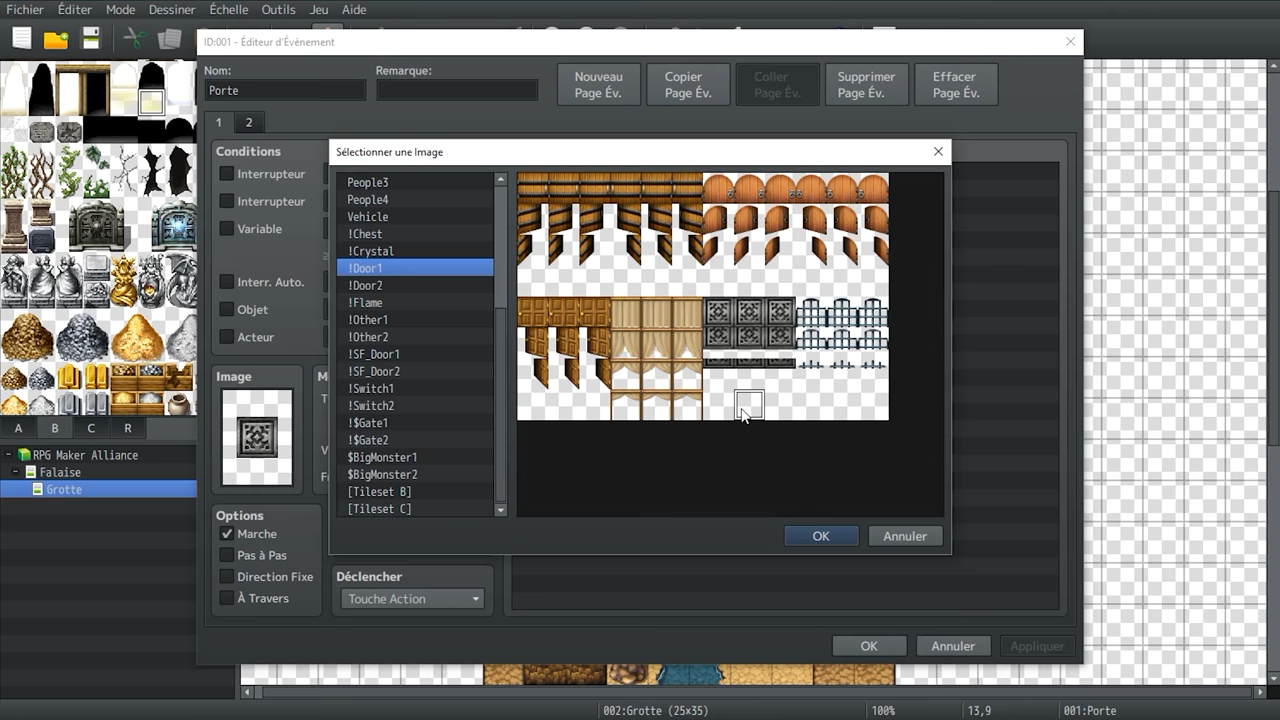 Fichier Éditer Mode Dessiner Échelle Outils Jeu Aide
ID:001 - Éditeur d'Évènement
Nom:
Remarque:
Porte
Nouveau
Page Év.
Copier
Page Év.
Coller
Page Év.
Supprimer
Page Év.
Effacer
Page Év.
1 2
Conditions
Interrupteur
Interrupteur
Variable
Interr. Auto.
Objet
Acteur
Image
Options
Marche
Pas à Pas
Direction Fixe
À Travers
Déclencher
Touche Action
Sélectionner une Image
People3
People4
Vehicle
!Chest
!Crystal
!Door1
!Door2
!Flame
!Other1
!Other2
!SF_Door1
!SF_Door2
!Switch1
!Switch2
!$Gate1
!$Gate2
$BigMonster1
$BigMonster2
[Tileset B]
[Tileset C]
OK Annuler
OK Annuler Appliquer
A B C R
RPG Maker Alliance
Falaise
Grotte
002:Grotte (25x35) 100% 13,9 001:Porte